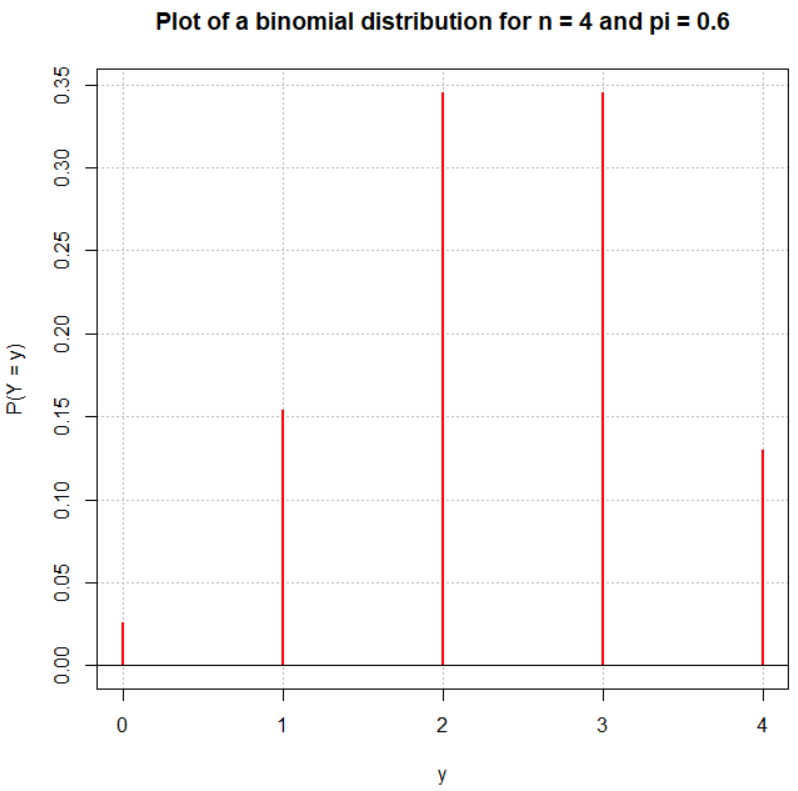 Plot of a binomial distribution for n = 4 and pi = 0.6
P(Y = y)
0.35
0.30
0.25
0.20
0.15
0.10
0.05
0.00
0 1 2 3 4
y